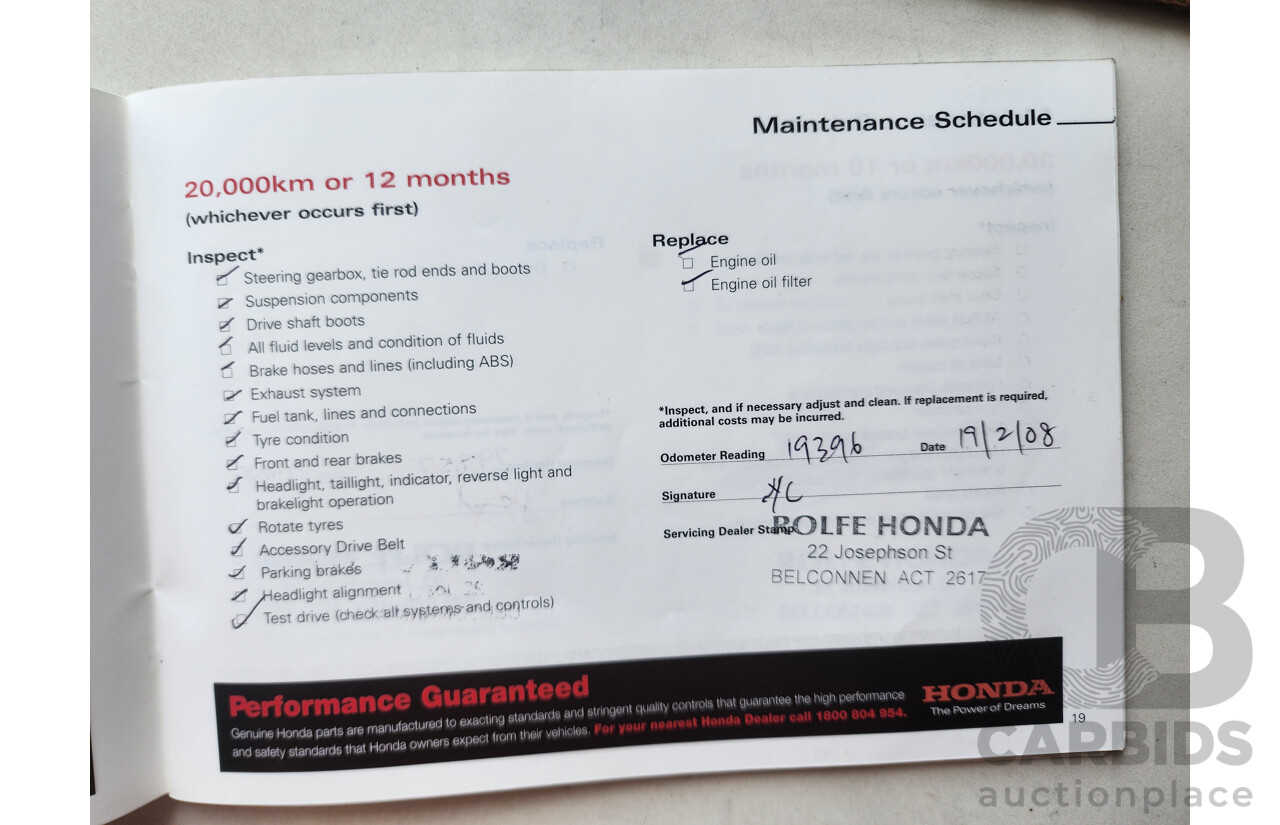 Maintenance Schedule
20,000km or 12 months
(whichever occurs first)
Inspect*
Steering gearbox, tie rod ends and boots
Suspension components
Drive shaft boots
All fluid levels and condition of fluids
Brake hoses and lines (including ABS)
Exhaust system
Fuel tank, lines and connections
Tyre condition
Front and rear brakes
Headlight, taillight, indicator, reverse light and
brakelight operation
Rotate tyres
Accessory Drive Belt
Parking brakes
Headlight alignment
Test drive (check all systems and controls)
Replace
Engine oil
Engine oil filter
*Inspect, and if necessary adjust and clean. If replacement is required,
additional costs may be incurred.
Odometer Reading 19396 Date 19/2/08
Signature
Servicing Dealer Stamp ROLFE HONDA
22 Josephson St
BELCONNEN ACT 2617
Performance Guaranteed
Genuine Honda parts are manufactured to exacting standards and stringent quality controls that guarantee the high performance
and safety standards that Honda owners expect from their vehicles. For your nearest Honda Dealer call 1800 804 954.
HONDA
The Power of Dreams
19
CARBIDS
auctionplace